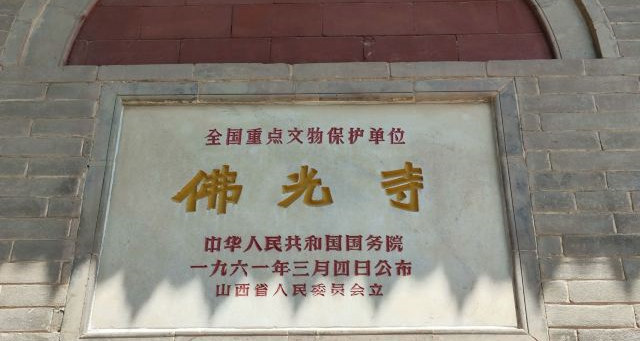 全国重点文物保护单位
佛光寺
中华人民共和国国务院
一九六一年三月四日公布
山西省人民委员会立